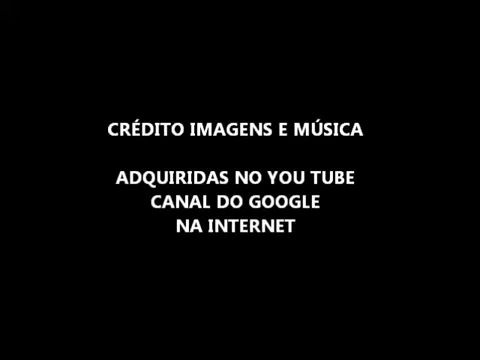 CRÉDITO IMAGENS E MÚSICA
ADQUIRIDAS NO YOU TUBE
CANAL DO GOOGLE
NA INTERNET